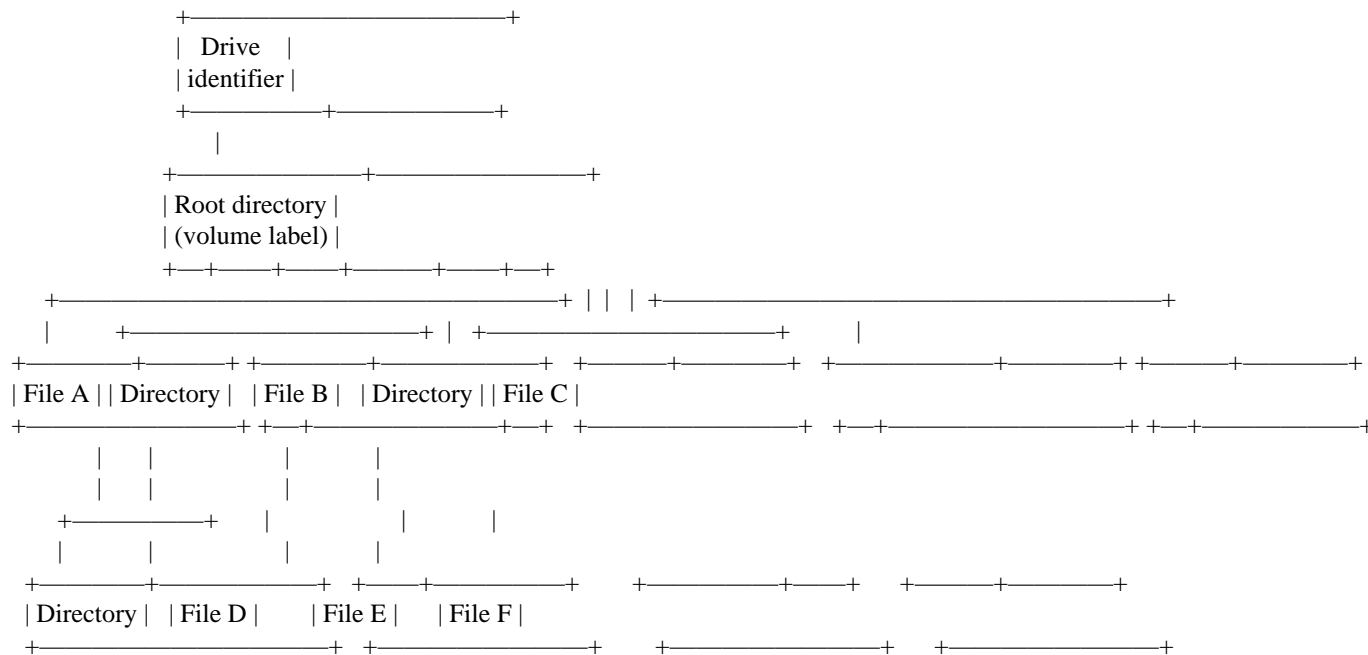 Drive
identifier
Root directory
(volume label)
File A Directory File B Directory File C
Directory File D File E File F